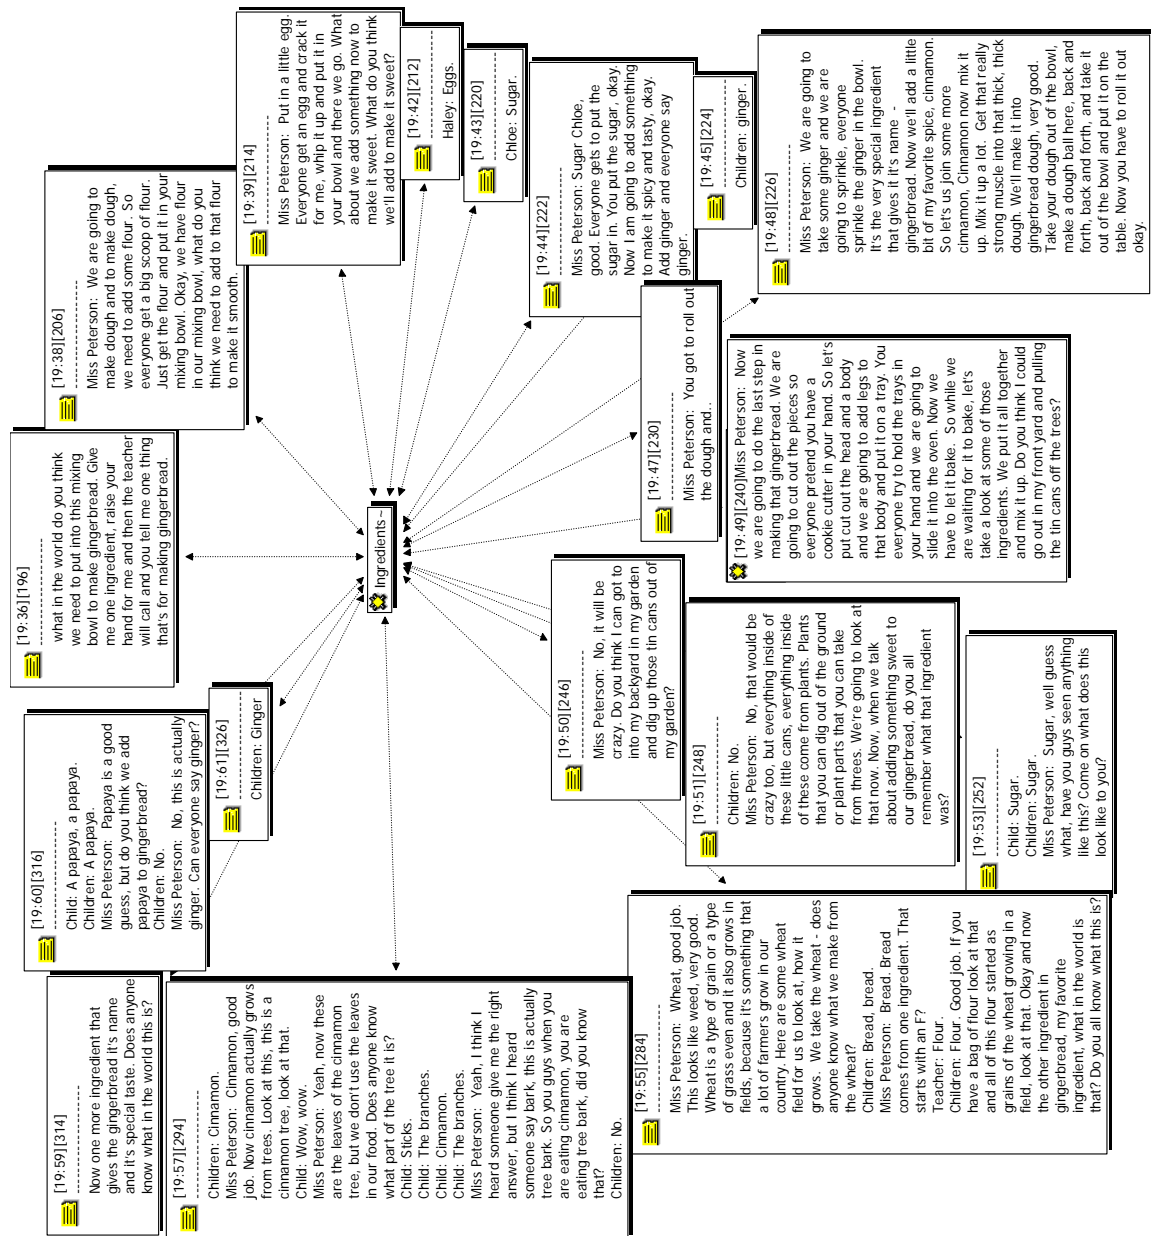 [19:36][196]
what in the world do you think
we need to put into this mixing
bowl to make gingerbread. Give
me one ingredient, raise your
hand for me and then the teacher
will call and you tell me one thing
that's for making gingerbread.
[19:38][206]
Miss Peterson: We are going to
make dough and to make dough,
we need to add some flour. So
everyone get a big scoop of flour.
Just get the flour and put it in your
mixing bowl. Okay, we have flour
in our mixing bowl, what do you
think we need to add to that flour
to make it smooth.
[19:39][214]
Miss Peterson: Put in a little egg.
Everyone get an egg and crack it
for me, whip it up and put it in
your bowl and there we go. What
about we add something now to
make it sweet. What do you think
we'll add to make it sweet?
[19:42][212]
Haley: Eggs.
[19:43][220]
Chloe: Sugar.
[19:44][222]
Miss Peterson: Sugar Chloe,
good. Everyone gets to put the
sugar in. You put the sugar, okay.
Now I am going to add something
to make it spicy and tasty, okay.
Add ginger and everyone say
ginger.
[19:45][224]
Children: ginger.
[19:48][226]
Miss Peterson: We are going to
take some ginger and we are
going to sprinkle, everyone
sprinkle the ginger in the bowl.
It's the very special ingredient
that gives it it's name -
gingerbread. Now we'll add a little
bit of my favorite spice, cinnamon.
So let's us join some more
cinnamon, Cinnamon now mix it
up. Mix it up a lot. Get that really
strong muscle into that thick, thick
dough. We'll make it into
gingerbread dough, very good.
Take your dough out of the bowl,
make a dough ball here, back and
forth, back and forth, and take it
out of the bowl and put it on the
table. Now you have to roll it out
okay.
[19:47][230]
Miss Peterson: You got to roll out
the dough and..
[19:49][240]Miss Peterson: Now
we are going to do the last step in
making that gingerbread. We are
going to cut out the pieces so
everyone pretend you have a
cookie cutter in your hand. So let's
put cut out the head and a body
and we are going to add legs to
that body and put it on a tray. You
everyone try to hold the trays in
your hand and we are going to
slide it into the oven. Now we
have to let it bake. So while we
are waiting for it to bake, let's
take a look at some of those
ingredients. We put it all together
and mix it up. Do you think I could
go out in my front yard and pulling
the tin cans off the trees?
Ingredients~
[19:50][246]
Miss Peterson: No, it will be
crazy. Do you think I can got to
into my backyard in my garden
and dig up those tin cans out of
my garden?
[19:51][248]
Children: No.
Miss Peterson: No, that would be
crazy too, but everything inside of
these little cans, everything inside
of these come from plants. Plants
that you can dig out of the ground
or plant parts that you can take
from threes. We're going to look at
that now. Now, when we talk
about adding something sweet to
our gingerbread, do you all
remember what that ingredient
was?
[19:53][252]
Child: Sugar.
Children: Sugar.
Miss Peterson: Sugar, well guess
what, have you guys seen anything
like this? Come on what does this
look like to you?
[19:55][284]
Miss Peterson: Wheat, good job.
This looks like weed, very good.
Wheat is a type of grain or a type
of grass even and it also grows in
fields, because it's something that
a lot of farmers grow in our
country. Here are some wheat
field for us to look at, how it
grows. We take the wheat - does
anyone know what we make from
the wheat?
Children: Bread, bread.
Miss Peterson: Bread. Bread
comes from one ingredient. That
starts with an F?
Teacher: Flour.
Children: Flour. Good job. If you
have a bag of flour look at that
and all of this flour started as
grains of the wheat growing in a
field, look at that. Okay and now
the other ingredient in
gingerbread, my favorite
ingredient, what in the world is
that? Do you all know what this is?
[19:57][294]
Children: Cinnamon.
Miss Peterson: Cinnamon, good
job. Now cinnamon actually grows
from trees. Look at this, this is a
cinnamon tree, look at that.
Child: Wow, wow.
Miss Peterson: Yeah, now these
are the leaves of the cinnamon
tree, but we don't use the leaves
in our food. Does anyone know
what part of the tree it is?
Child: Sticks.
Child: The branches.
Child: Cinnamon.
Child: The branches.
Miss Peterson: Yeah, I think I
heard someone give me the right
answer, but I think I heard
someone say bark, this is actually
tree bark. So you guys when you
are eating cinnamon, you are
eating tree bark, did you know
that?
Children: No.
[19:59][314]
Now one more ingredient that
gives the gingerbread it's name
and it's special taste. Does anyone
know what in the world this is?
[19:60][316]
Child: A papaya, a papaya.
Children: A papaya.
Miss Peterson: Papaya is a good
guess, but do you think we add
papaya to gingerbread?
Children: No.
Miss Peterson: No, this is actually
ginger. Can everyone say ginger?
[19:61][326]
Children: Ginger